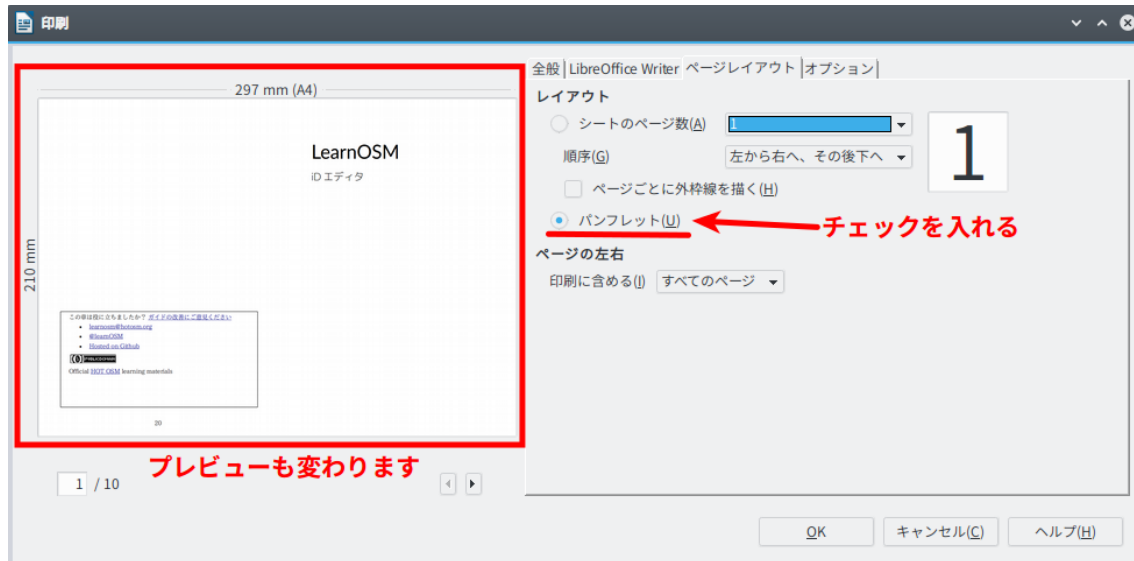 印刷
全般 LibreOffice Writer ページレイアウト オプション
297 mm (A4)
210 mm
LearnOSM
iD エディタ
この章は役に立ちましたか? ガイドの改善にご意見ください
learnosm@hotosm.org
@learnOSM
Hosted on Github
PUBLIC DOMAIN
Official HOT OSM learning materials
20
プレビューも変わります
1 / 10
レイアウト
シートのページ数(A) 1
1
順序(G) 左から右へ、その後下へ
ページごとに外枠線を描く(H)
パンフレット(U)
チェックを入れる
ページの左右
印刷に含める(I) すべてのページ
OK キャンセル(C) ヘルプ(H)